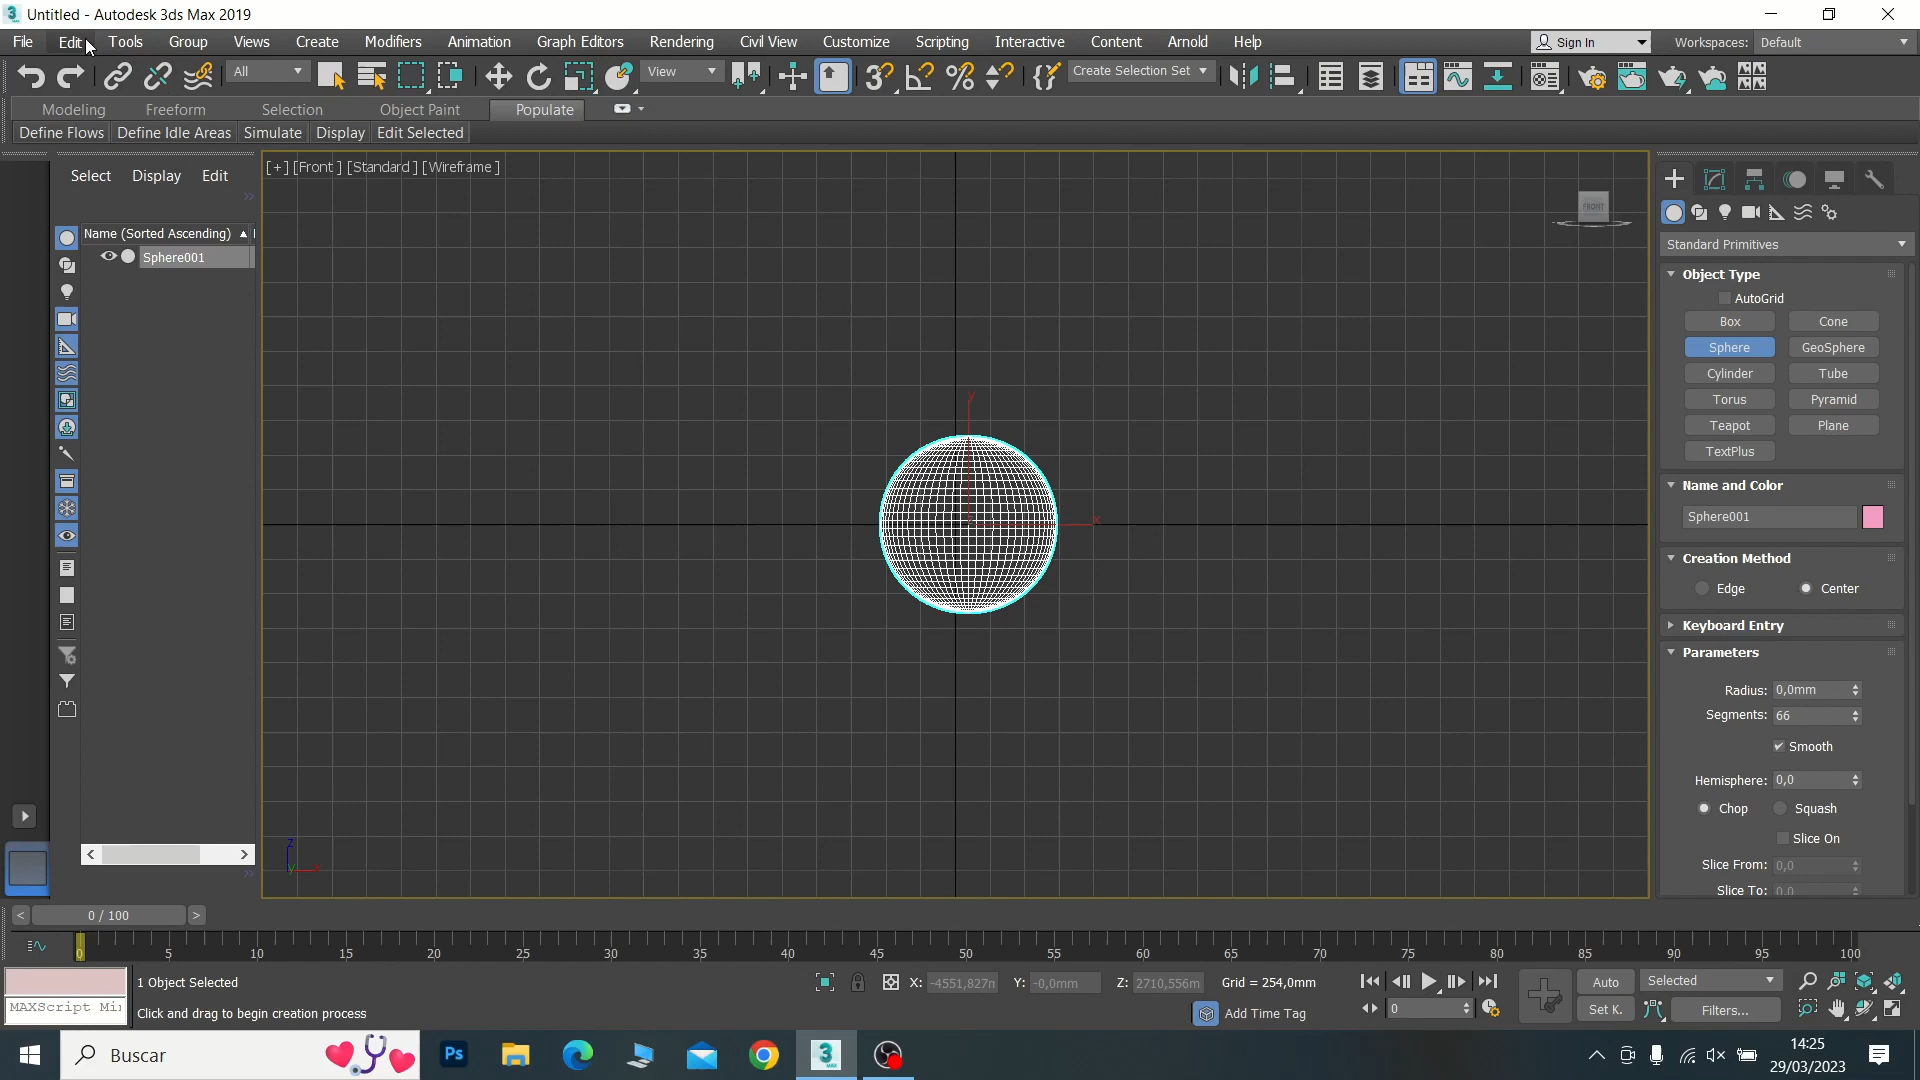 Untitled - Autodesk 3ds Max 2019
File Edit Tools Group Views Create Modifiers Animation Graph Editors Rendering Civil View Customize Scripting Interactive Content Arnold Help Sign In Workspaces: Default
All View Create Selection Set
Modeling Freeform Selection Object Paint Populate
Define Flows Define Idle Areas Simulate Display Edit Selected
Select Display Edit
[+] [Front ] [Standard ] [Wireframe ]
FRONT
Name (Sorted Ascending)
Sphere001
Standard Primitives
Object Type
AutoGrid
Box Cone
Sphere GeoSphere
Cylinder Tube
Torus Pyramid
Teapot Plane
TextPlus
Name and Color
Sphere001
Creation Method
Edge Center
Keyboard Entry
Parameters
Radius: 0,0mm
Segments: 66
Smooth
Hemisphere: 0,0
Chop Squash
Slice On
Slice From: 0,0
Slice To: 0,0
y
x
z
y
0 / 100
0 5 10 15 20 25 30 35 40 45 50 55 60 65 70 75 80 85 90 95 100
1 Object Selected X: -4551,827n Y: -0,0mm Z: 2710,556m Grid = 254,0mm Auto Selected
MAXScript Mi Click and drag to begin creation process Add Time Tag 0 Set K. Filters...
Buscar
Ps
3
MAX
14:25
29/03/2023